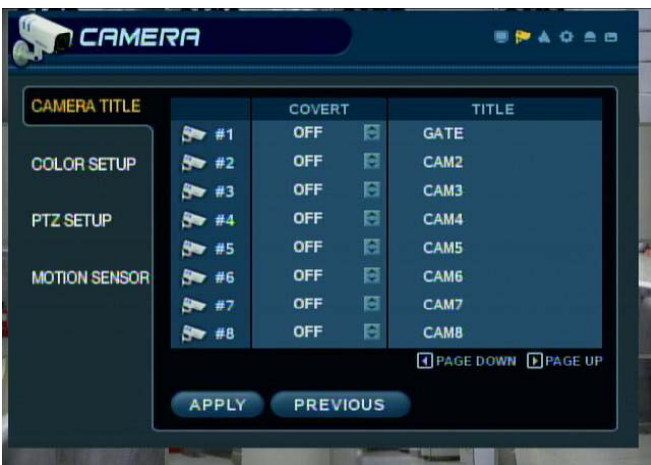 CAMERA
CAMERA TITLE
COLOR SETUP
PTZ SETUP
MOTION SENSOR
COVERT TITLE
#1 OFF GATE
#2 OFF CAM2
#3 OFF CAM3
#4 OFF CAM4
#5 OFF CAM5
#6 OFF CAM6
#7 OFF CAM7
#8 OFF CAM8
PAGE DOWN PAGE UP
APPLY PREVIOUS